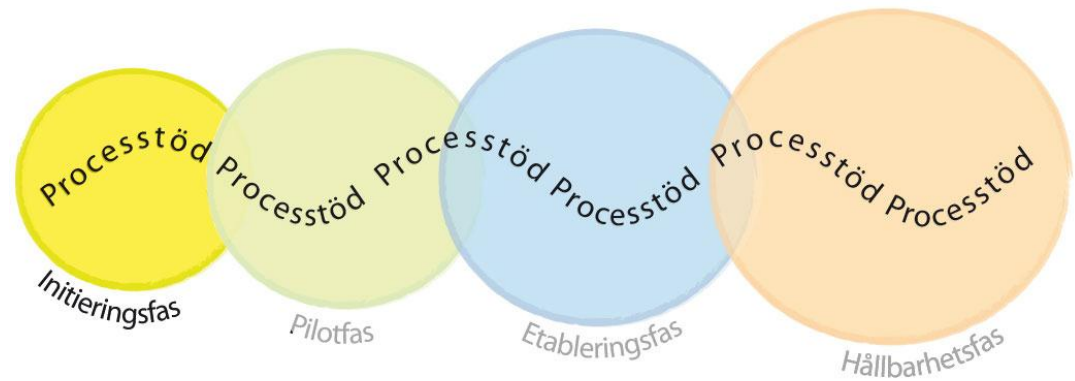 Processtöd Processtöd Processtöd Processtöd Processtöd Processtöd
Initieringsfas
Pilotfas
Etableringsfas
Hållbarhetsfas